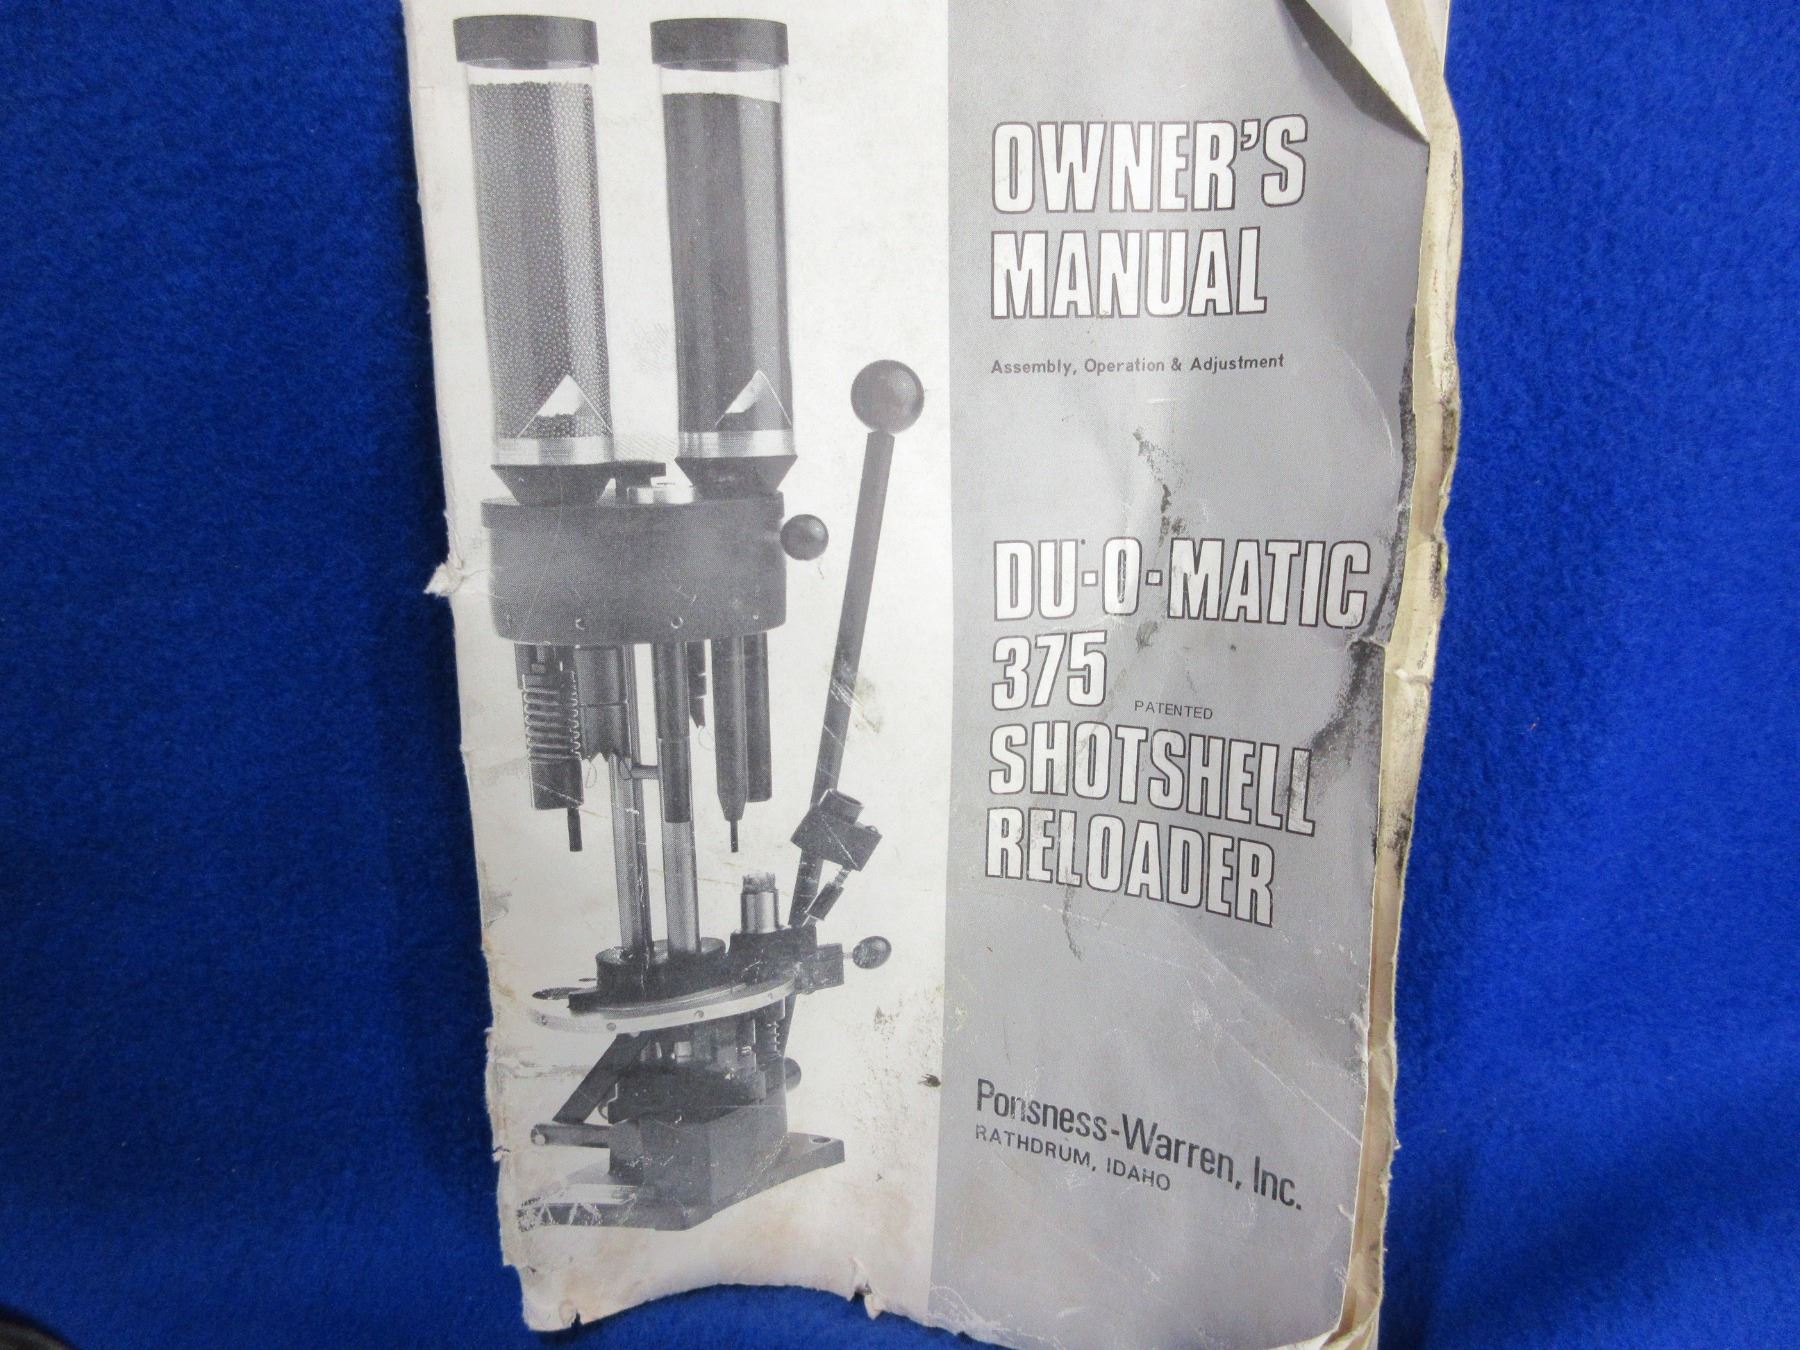 OWNER'S
MANUAL
Assembly, Operation & Adjustment
DU·O·MATIC
375
PATENTED
SHOTSHELL
RELOADER
Ponsness-Warren, Inc.
RATHDRUM, IDAHO